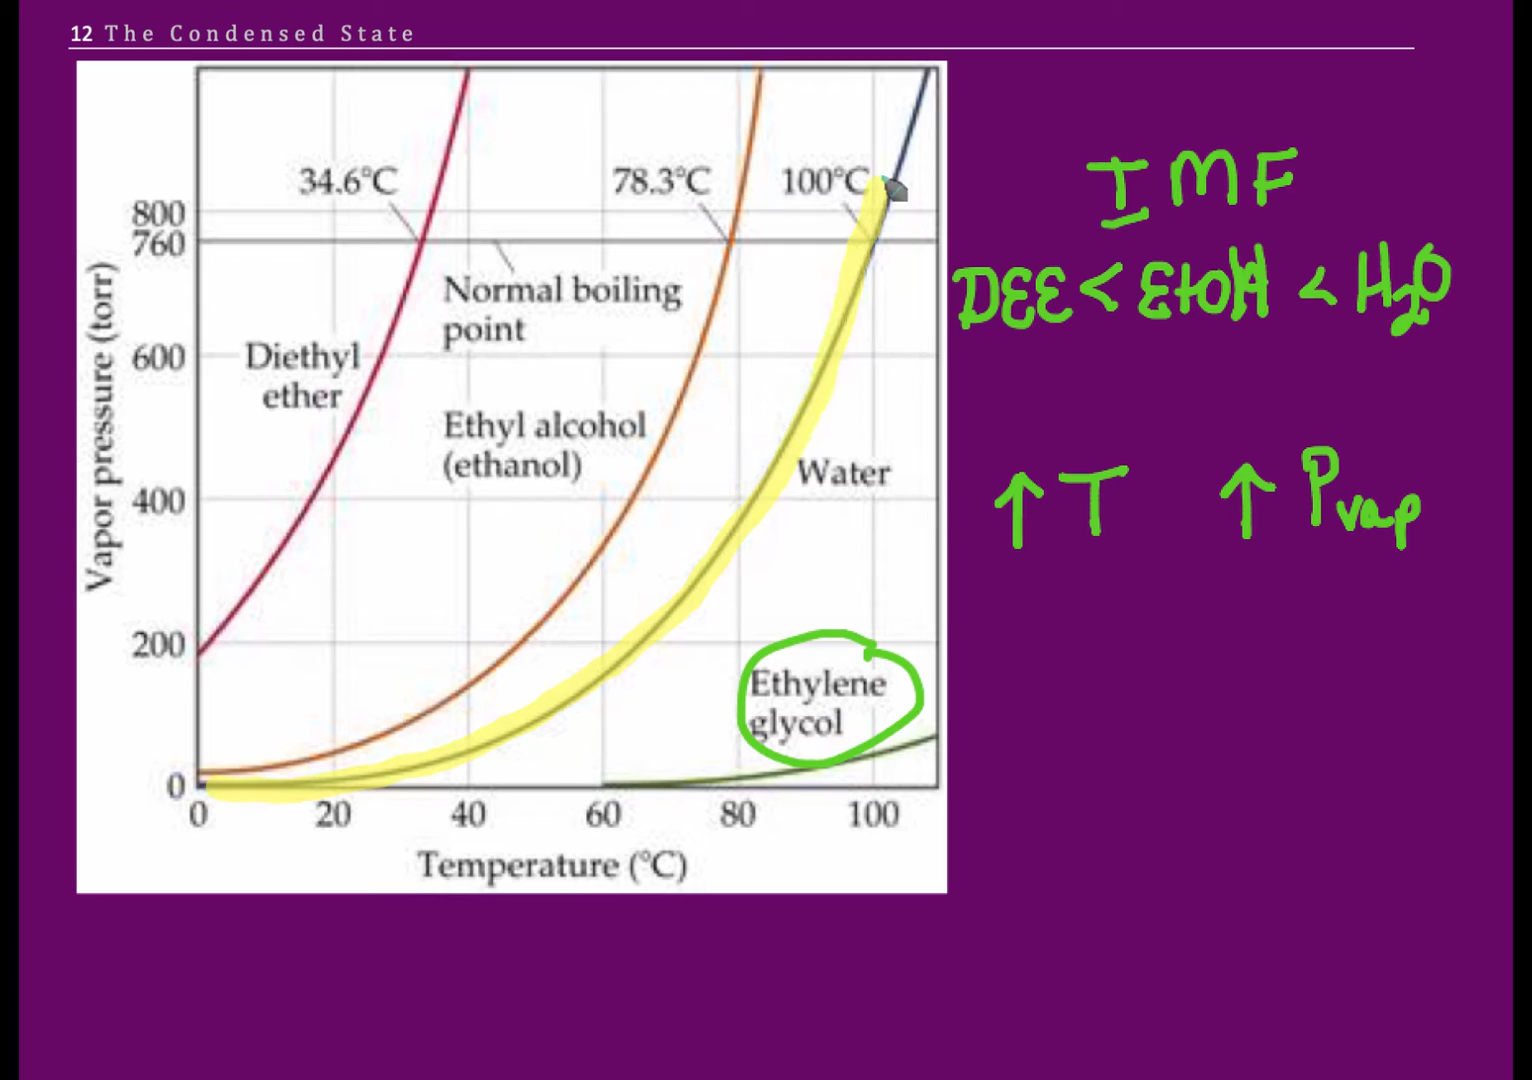 12 The Condensed State
34.6°C
78.3°C
100°C
800
760
Normal boiling
point
600
Diethyl
ether
Ethyl alcohol
(ethanol)
Water
400
200
Ethylene
glycol
0
0 20 40 60 80 100
Temperature (°C)
Vapor pressure (torr)
IMF
DEE < EtOH < H₂O
↑ T ↑ Pvap